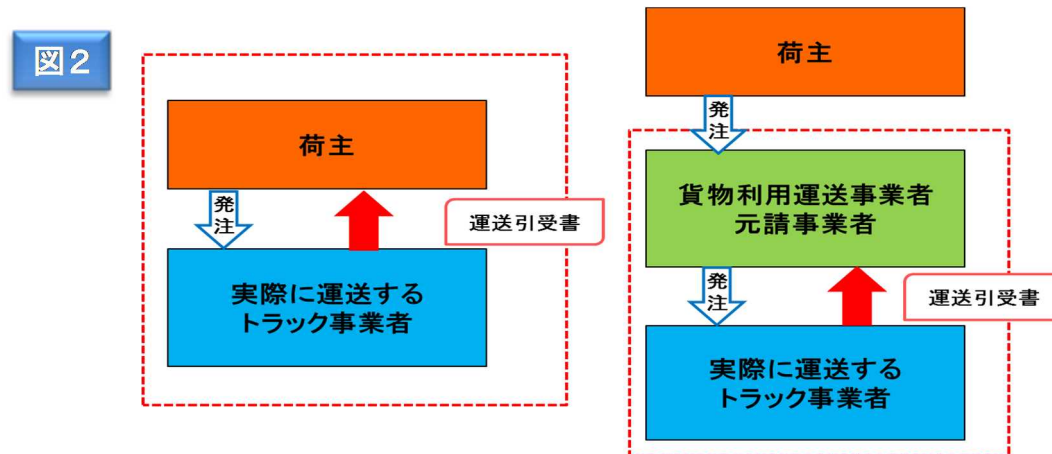 図2
荷主
発
注
運送引受書
実際に運送する
トラック事業者
荷主
発
注
貨物利用運送事業者
元請事業者
発
注
運送引受書
実際に運送する
トラック事業者